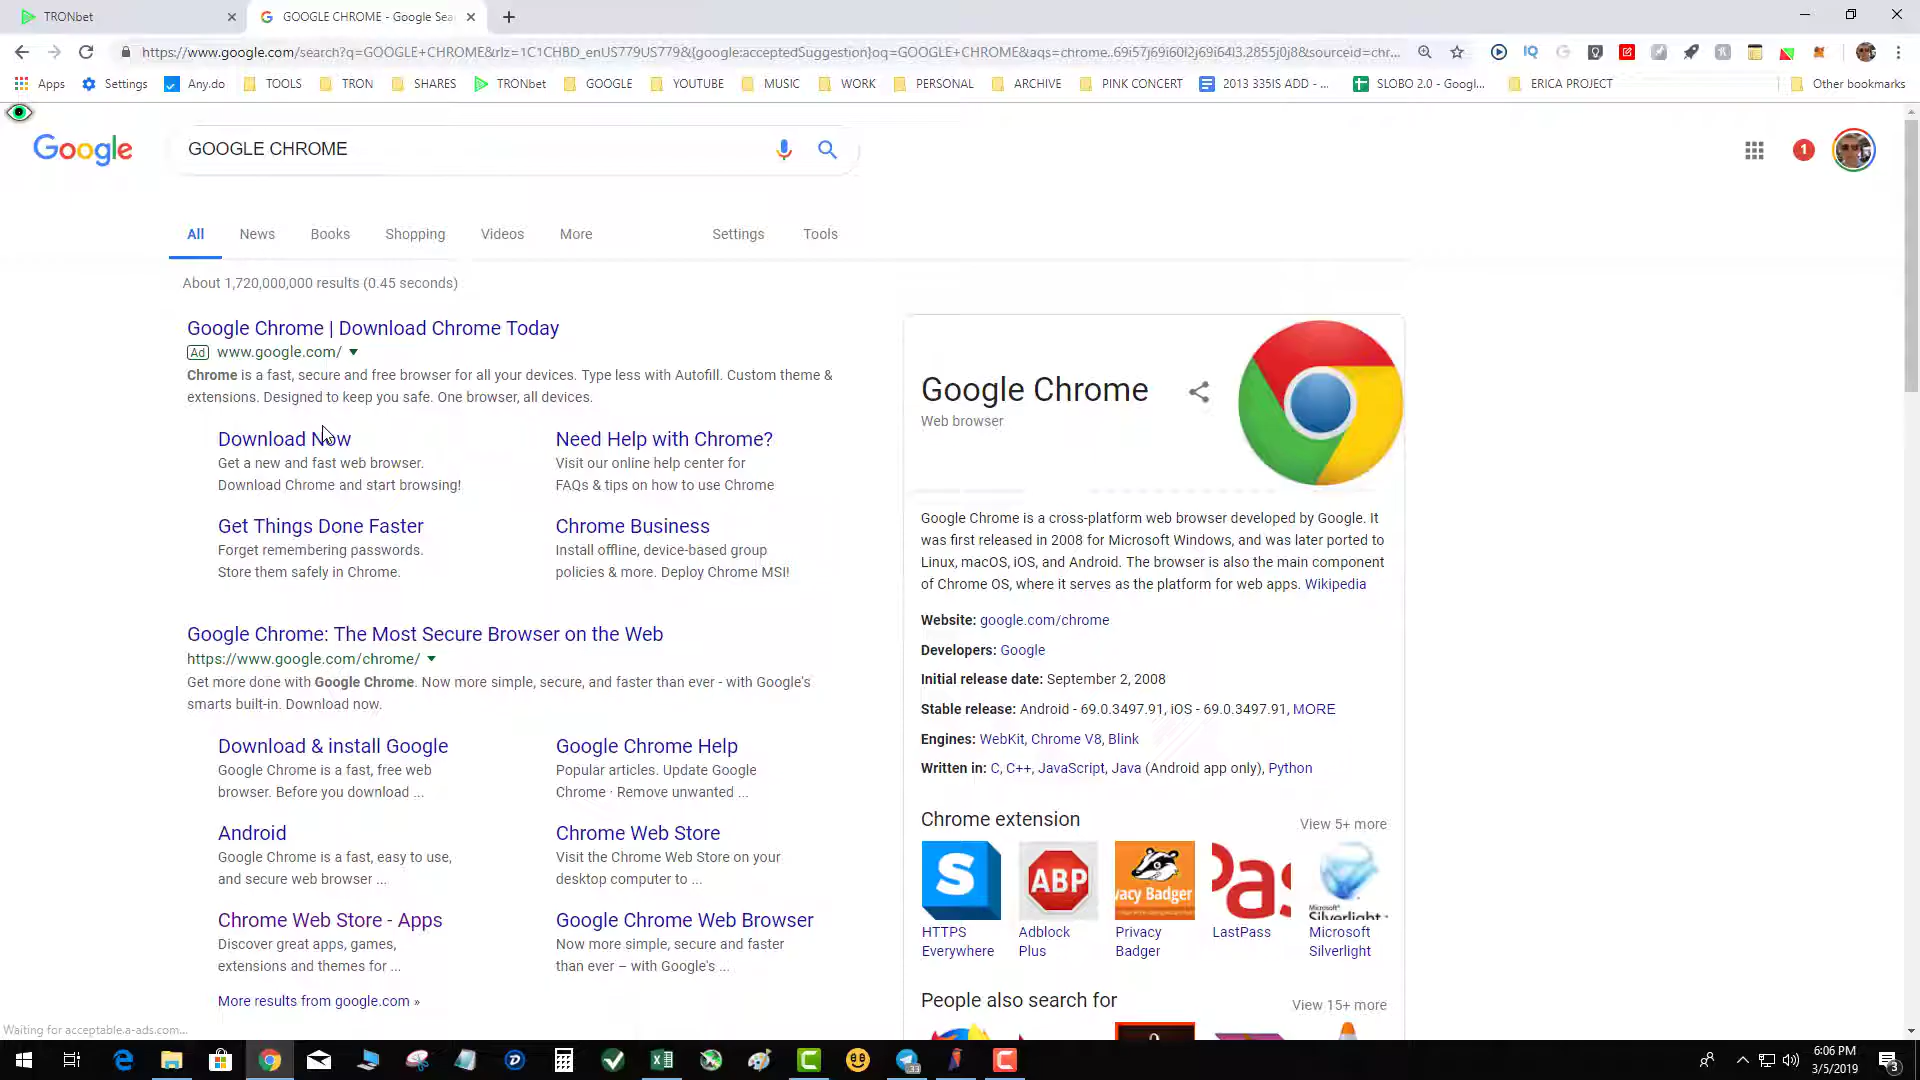 TRONbet
GOOGLE CHROME - Google Sea
https://www.google.com/search?q=GOOGLE+CHROME&rlz=1C1CHBD_enUS779US779&{google:acceptedSuggestion}oq=GOOGLE+CHROME&aqs=chrome..69i57j69i60l2j69i64l3.2855j0j8&sourceid=chr...
Apps
Settings
Any.do
TOOLS
TRON
SHARES
TRONbet
GOOGLE
YOUTUBE
MUSIC
WORK
PERSONAL
ARCHIVE
PINK CONCERT
2013 335IS ADD - ...
SLOBO 2.0 - Googl...
ERICA PROJECT
Other bookmarks
Google
GOOGLE CHROME
1
All
News
Books
Shopping
Videos
More
Settings
Tools
About 1,720,000,000 results (0.45 seconds)
Google Chrome | Download Chrome Today
Ad www.google.com/
Chrome is a fast, secure and free browser for all your devices. Type less with Autofill. Custom theme &
extensions. Designed to keep you safe. One browser, all devices.
Download Now
Get a new and fast web browser.
Download Chrome and start browsing!
Need Help with Chrome?
Visit our online help center for
FAQs & tips on how to use Chrome
Get Things Done Faster
Forget remembering passwords.
Store them safely in Chrome.
Chrome Business
Install offline, device-based group
policies & more. Deploy Chrome MSI!
Google Chrome: The Most Secure Browser on the Web
https://www.google.com/chrome/
Get more done with Google Chrome. Now more simple, secure, and faster than ever - with Google's
smarts built-in. Download now.
Download & install Google
Google Chrome is a fast, free web
browser. Before you download ...
Google Chrome Help
Popular articles. Update Google
Chrome · Remove unwanted ...
Android
Google Chrome is a fast, easy to use,
and secure web browser ...
Chrome Web Store
Visit the Chrome Web Store on your
desktop computer to ...
Chrome Web Store - Apps
Discover great apps, games,
extensions and themes for ...
Google Chrome Web Browser
Now more simple, secure and faster
than ever – with Google's ...
More results from google.com »
Google Chrome
Web browser
Google Chrome is a cross-platform web browser developed by Google. It
was first released in 2008 for Microsoft Windows, and was later ported to
Linux, macOS, iOS, and Android. The browser is also the main component
of Chrome OS, where it serves as the platform for web apps. Wikipedia
Website: google.com/chrome
Developers: Google
Initial release date: September 2, 2008
Stable release: Android - 69.0.3497.91, iOS - 69.0.3497.91, MORE
Engines: WebKit, Chrome V8, Blink
Written in: C, C++, JavaScript, Java (Android app only), Python
Chrome extension
View 5+ more
S
ABP
vacy Badger
Pas
Microsoft
Silverlight
HTTPS
Everywhere
Adblock
Plus
Privacy
Badger
LastPass
Microsoft
Silverlight
People also search for
View 15+ more
Waiting for acceptable.a-ads.com...
6:06 PM
3/5/2019
3